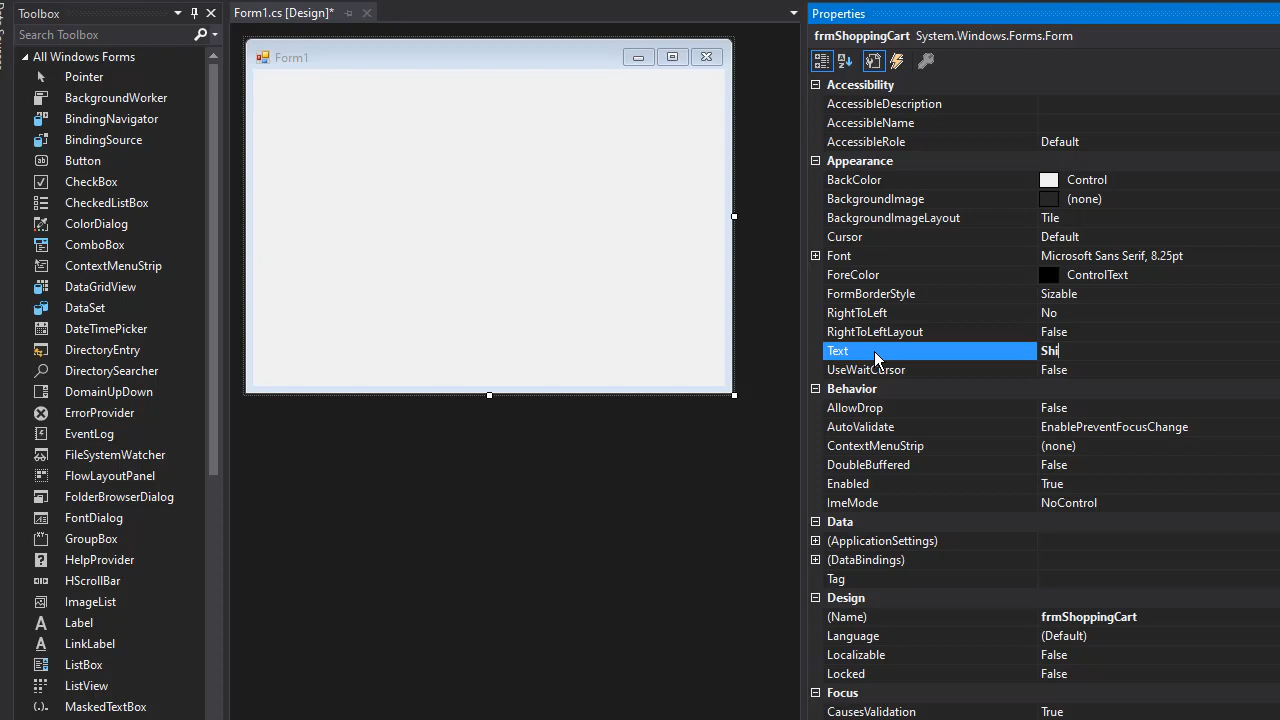 Data Sources
Toolbox
Search Toolbox
All Windows Forms
Pointer
BackgroundWorker
BindingNavigator
BindingSource
Button
CheckBox
CheckedListBox
ColorDialog
ComboBox
ContextMenuStrip
DataGridView
DataSet
DateTimePicker
DirectoryEntry
DirectorySearcher
DomainUpDown
ErrorProvider
EventLog
FileSystemWatcher
FlowLayoutPanel
FolderBrowserDialog
FontDialog
GroupBox
HelpProvider
HScrollBar
ImageList
Label
LinkLabel
ListBox
ListView
MaskedTextBox
Form1.cs [Design]*
Form1
Properties
frmShoppingCart System.Windows.Forms.Form
Accessibility
AccessibleDescription
AccessibleName
AccessibleRole Default
Appearance
BackColor Control
BackgroundImage (none)
BackgroundImageLayout Tile
Cursor Default
Font Microsoft Sans Serif, 8.25pt
ForeColor ControlText
FormBorderStyle Sizable
RightToLeft No
RightToLeftLayout False
Text Shi
UseWaitCursor False
Behavior
AllowDrop False
AutoValidate EnablePreventFocusChange
ContextMenuStrip (none)
DoubleBuffered False
Enabled True
ImeMode NoControl
Data
(ApplicationSettings)
(DataBindings)
Tag
Design
(Name) frmShoppingCart
Language (Default)
Localizable False
Locked False
Focus
CausesValidation True